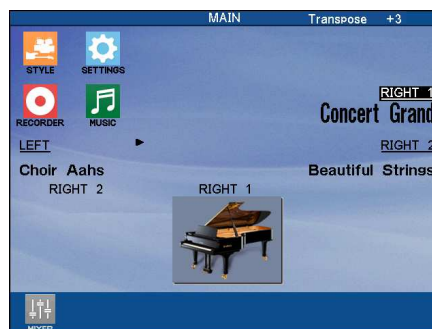 MAIN
Transpose +3
STYLE
SETTINGS
RIGHT 1
RECORDER
MUSIC
Concert Grand
LEFT
RIGHT 2
Choir Aahs
Beautiful Strings
RIGHT 2
RIGHT 1
MIXER